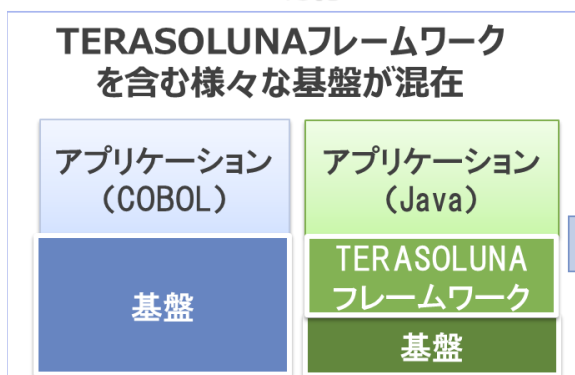 TERASOLUNAフレームワーク
を含む様々な基盤が混在
アプリケーション
（COBOL）
基盤
アプリケーション
（Java）
TERASOLUNA
フレームワーク
基盤